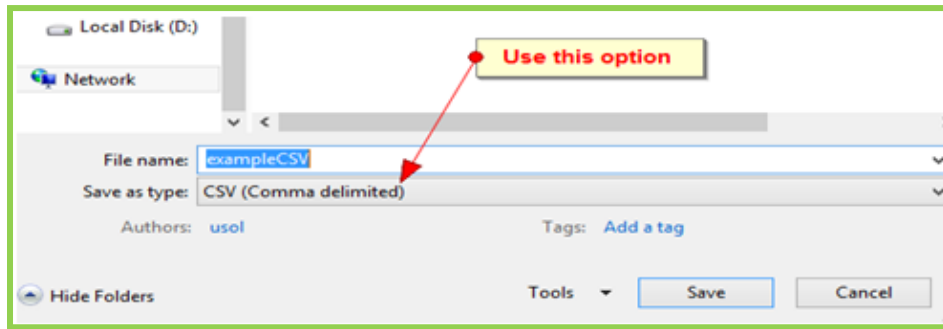 Local Disk (D:)
Use this option
Network
File name: exampleCSV
Save as type: CSV (Comma delimited)
Authors: usol Tags: Add a tag
Hide Folders Tools Save Cancel